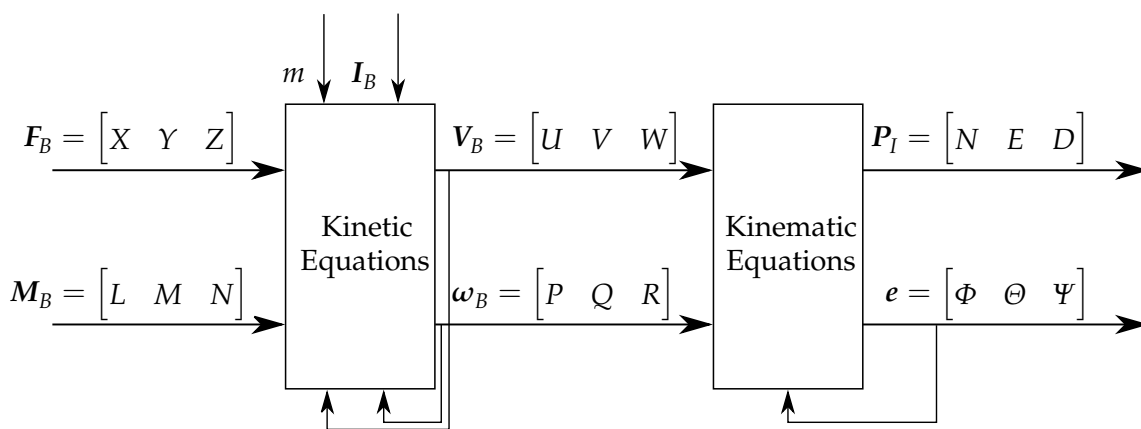 m I_B
F_B = [X Y Z] V_B = [U V W] P_I = [N E D]
Kinetic Equations
Kinematic Equations
M_B = [L M N] ω_B = [P Q R] e = [Φ Θ Ψ]